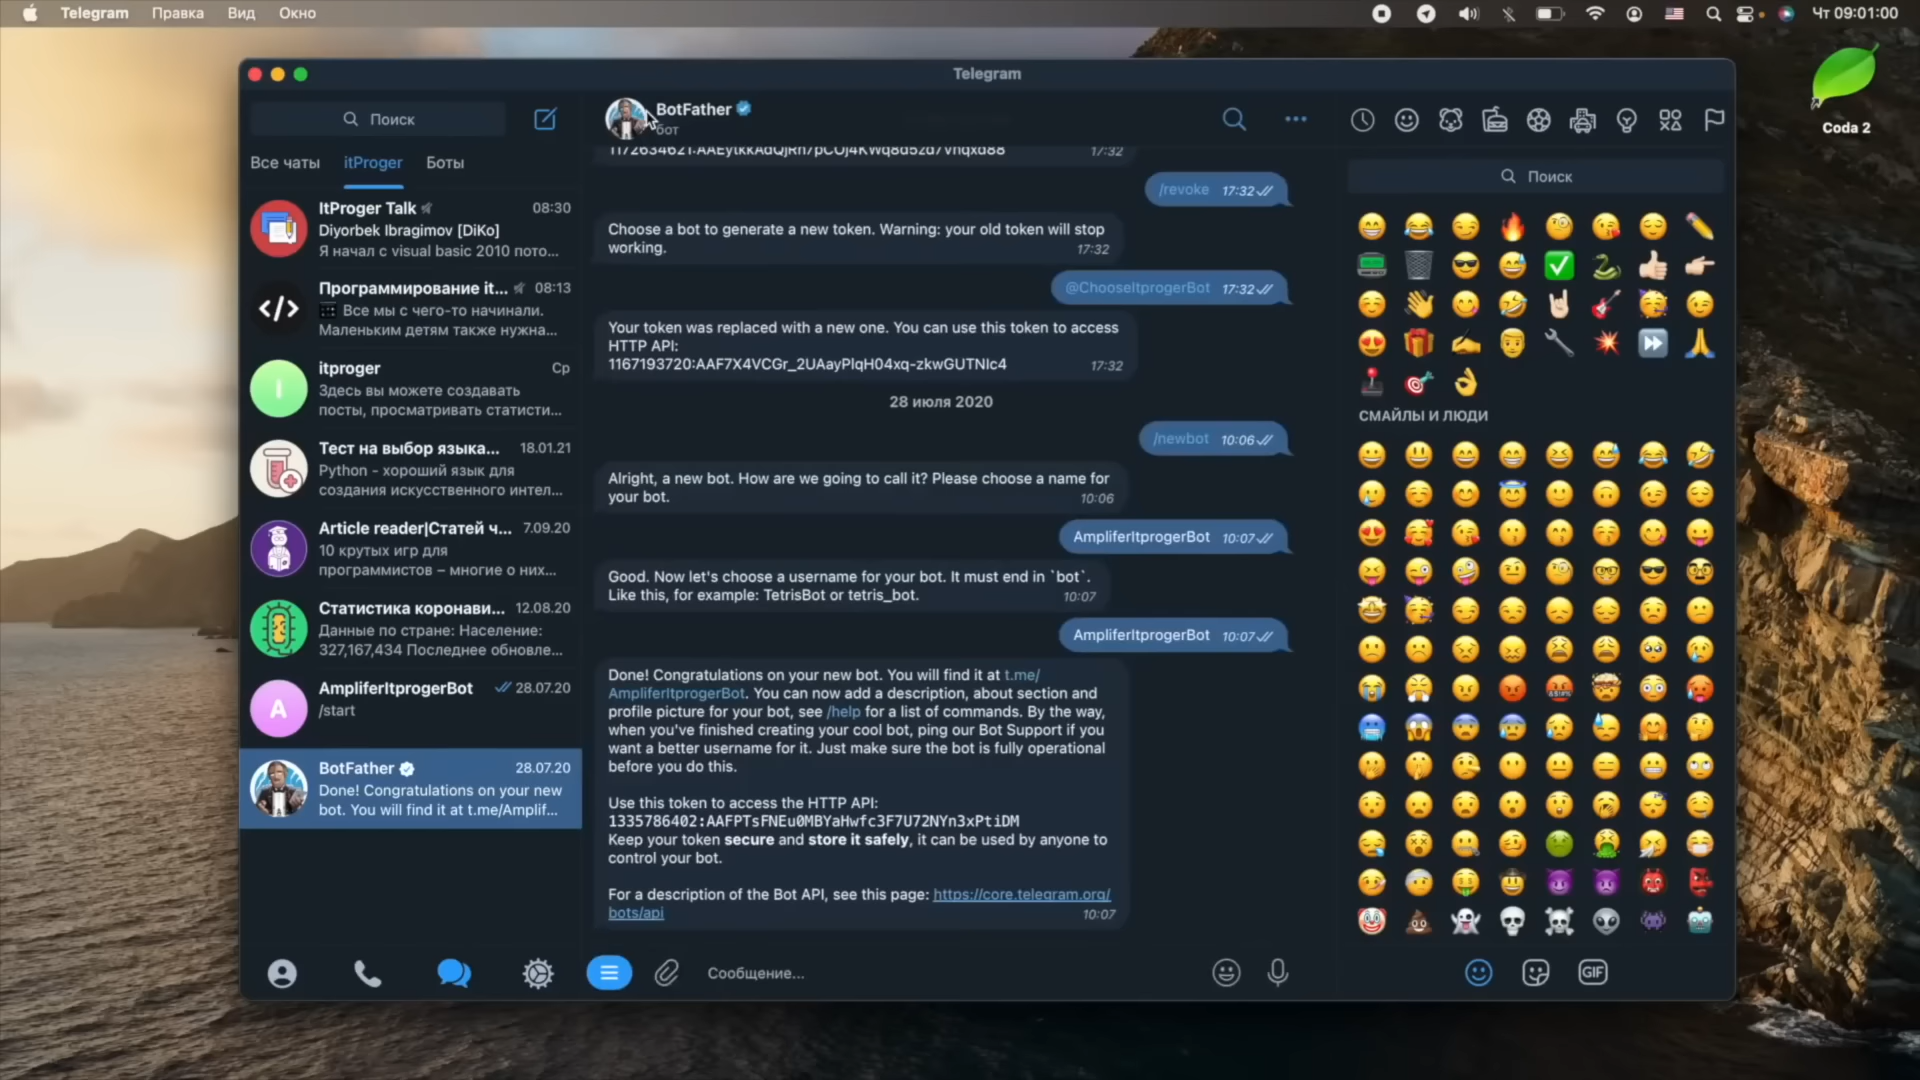 Telegram Правка Вид Окно
Чт 09:01:00
Telegram
Coda 2
Поиск
Все чаты itProger Боты
ItProger Talk 08:30
Diyorbek Ibragimov [DiKo]
Я начал с visual basic 2010 пото...
Программирование it... 08:13
Все мы с чего-то начинали.
Маленьким детям также нужна...
itproger Ср
Здесь вы можете создавать
посты, просматривать статисти...
Тест на выбор языка... 18.01.21
Python - хороший язык для
создания искусственного интел...
Article reader|Статей ч... 7.09.20
10 крутых игр для
программистов – многие о них...
Статистика коронави... 12.08.20
Данные по стране: Население:
327,167,434 Последнее обновле...
A
AmpliferItprogerBot 28.07.20
/start
BotFather 28.07.20
Done! Congratulations on your new
bot. You will find it at t.me/Amplif...
BotFather
бот
17:32
/revoke 17:32
Choose a bot to generate a new token. Warning: your old token will stop
working. 17:32
@ChooseItprogerBot 17:32
Your token was replaced with a new one. You can use this token to access
HTTP API:
1167193720:AAF7X4VCGr_2UAayPlqH04xq-zkwGUTNlc4 17:32
28 июля 2020
/newbot 10:06
Alright, a new bot. How are we going to call it? Please choose a name for
your bot. 10:06
AmpliferItprogerBot 10:07
Good. Now let's choose a username for your bot. It must end in `bot`.
Like this, for example: TetrisBot or tetris_bot. 10:07
AmpliferItprogerBot 10:07
Done! Congratulations on your new bot. You will find it at t.me/
AmpliferItprogerBot. You can now add a description, about section and
profile picture for your bot, see /help for a list of commands. By the way,
when you've finished creating your cool bot, ping our Bot Support if you
want a better username for it. Just make sure the bot is fully operational
before you do this.
Use this token to access the HTTP API:
1335786402:AAFPTsFNEu0MBYaHwfc3F7U72NYn3xPtiDM
Keep your token secure and store it safely, it can be used by anyone to
control your bot.
For a description of the Bot API, see this page: https://core.telegram.org/
bots/api 10:07
Сообщение...
Поиск
СМАЙЛЫ И ЛЮДИ
GIF